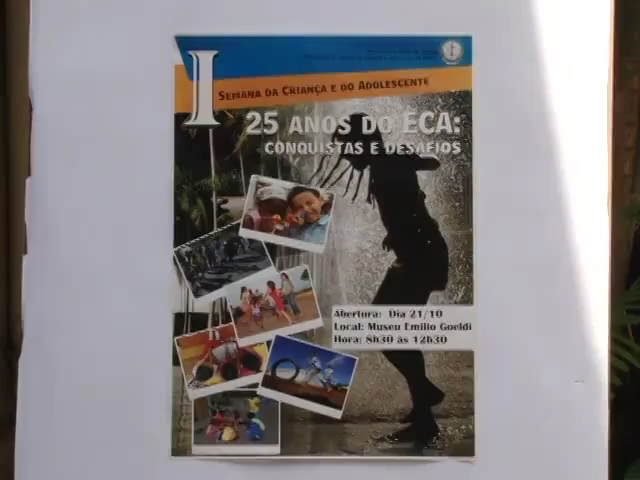 I
SEMANA DA CRIANÇA E DO ADOLESCENTE
25 ANOS DO ECA:
CONQUISTAS E DESAFIOS
Abertura: Dia 21/10
Local: Museu Emilio Goeldi
Hora: 8h30 às 12h30